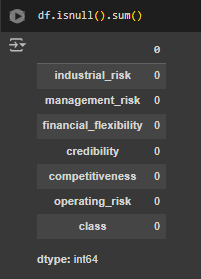 df.isnull().sum()
0
industrial_risk 0
management_risk 0
financial_flexibility 0
credibility 0
competitiveness 0
operating_risk 0
class 0
dtype: int64